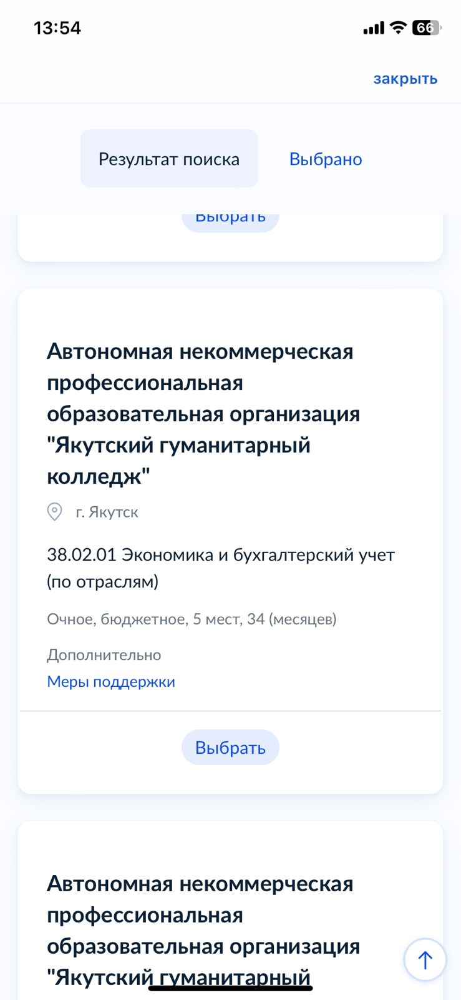 13:54
66
закрыть
Результат поиска
Выбрано
Выбрать
Автономная некоммерческая
профессиональная
образовательная организация
"Якутский гуманитарный
колледж"
г. Якутск
38.02.01 Экономика и бухгалтерский учет
(по отраслям)
Очное, бюджетное, 5 мест, 34 (месяцев)
Дополнительно
Меры поддержки
Выбрать
Автономная некоммерческая
профессиональная
образовательная организация
"Якутский гуманитарный